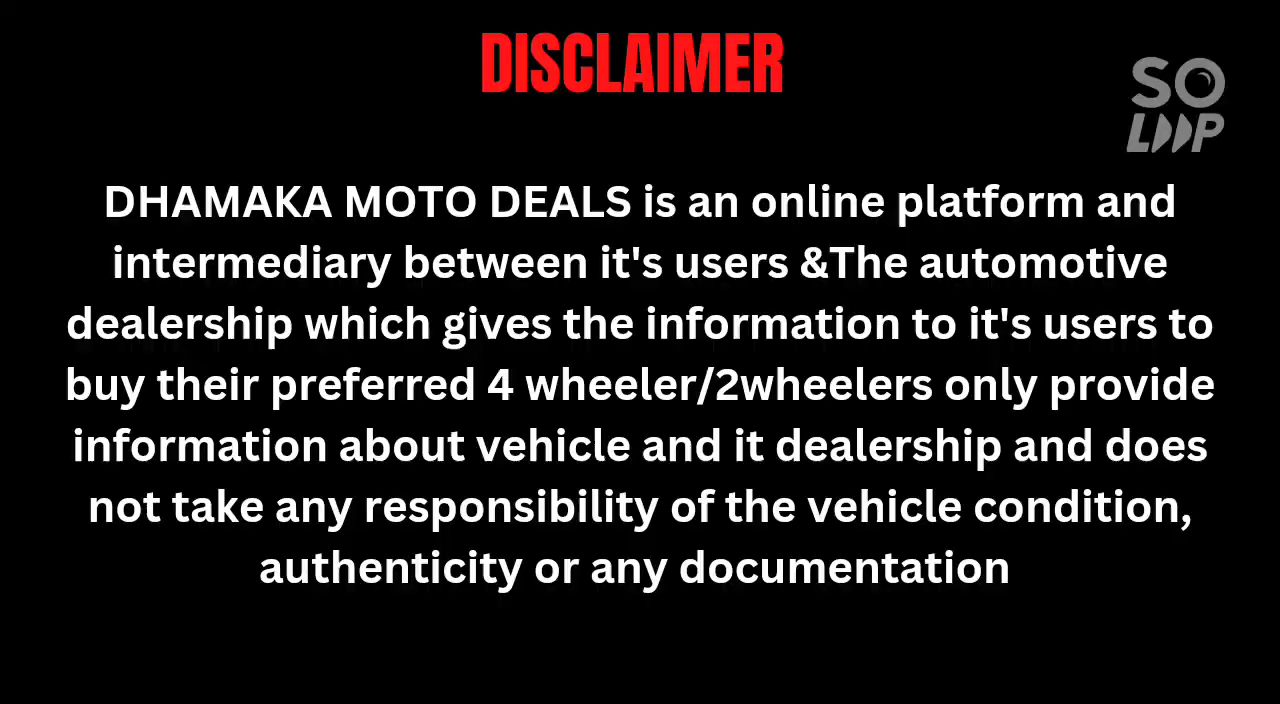 DISCLAIMER
SO
LOOP
DHAMAKA MOTO DEALS is an online platform and
intermediary between it's users &The automotive
dealership which gives the information to it's users to
buy their preferred 4 wheeler/2wheelers only provide
information about vehicle and it dealership and does
not take any responsibility of the vehicle condition,
authenticity or any documentation